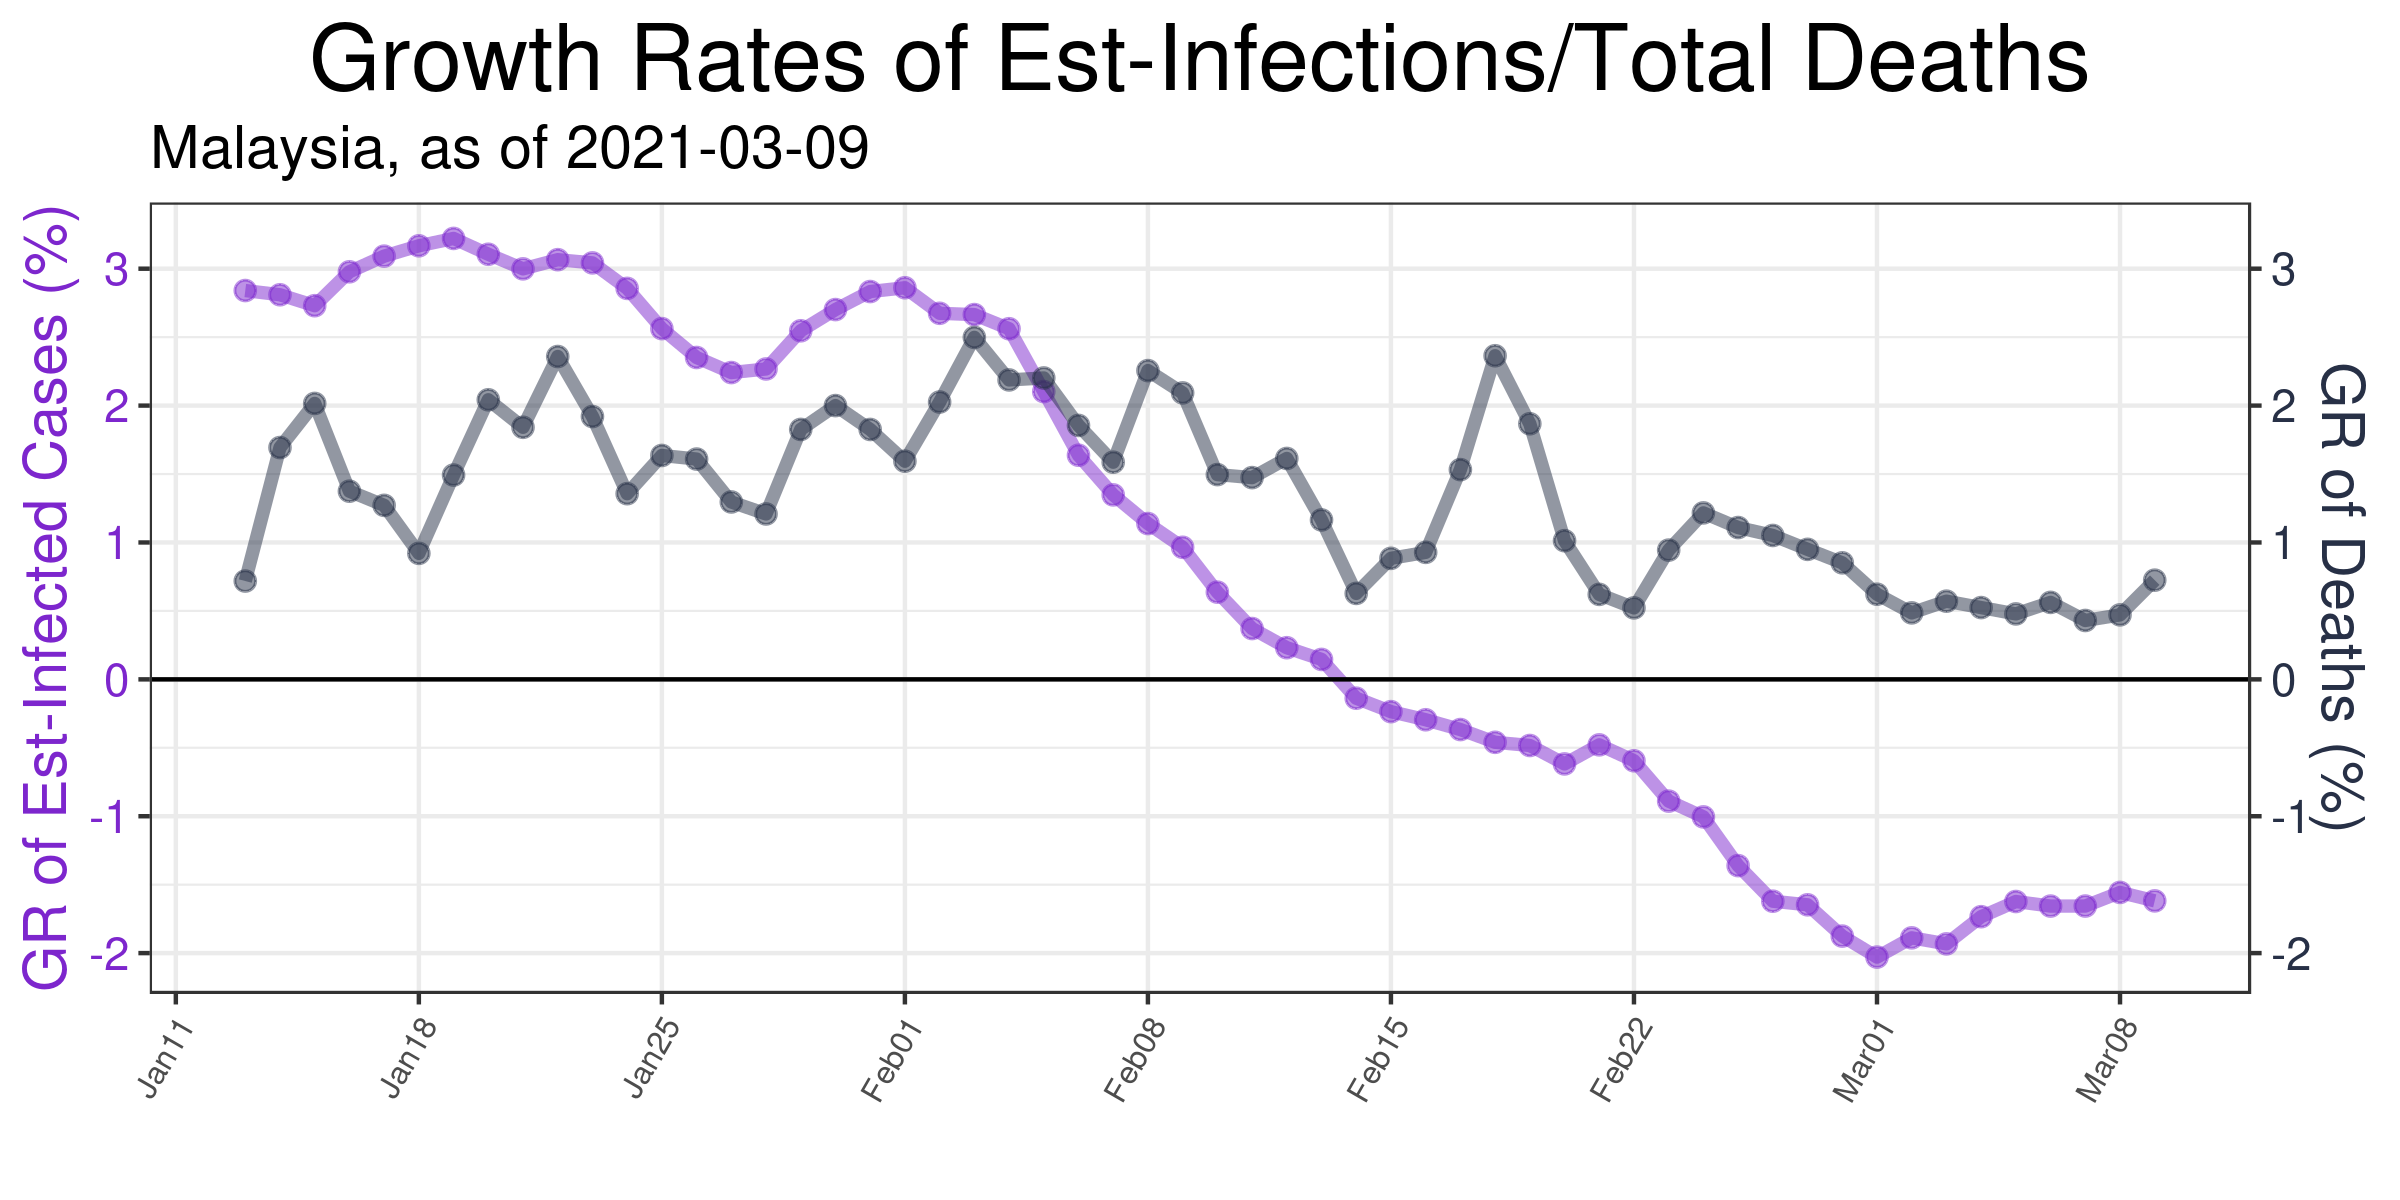 Growth Rates of Est-Infections/Total Deaths
Malaysia, as of 2021-03-09
GR of Est-Infected Cases (%)
3
2
1
0
-1
-2
3
2
1
0
-1
-2
GR of Deaths (%)
Jan11
Jan18
Jan25
Feb01
Feb08
Feb15
Feb22
Mar01
Mar08